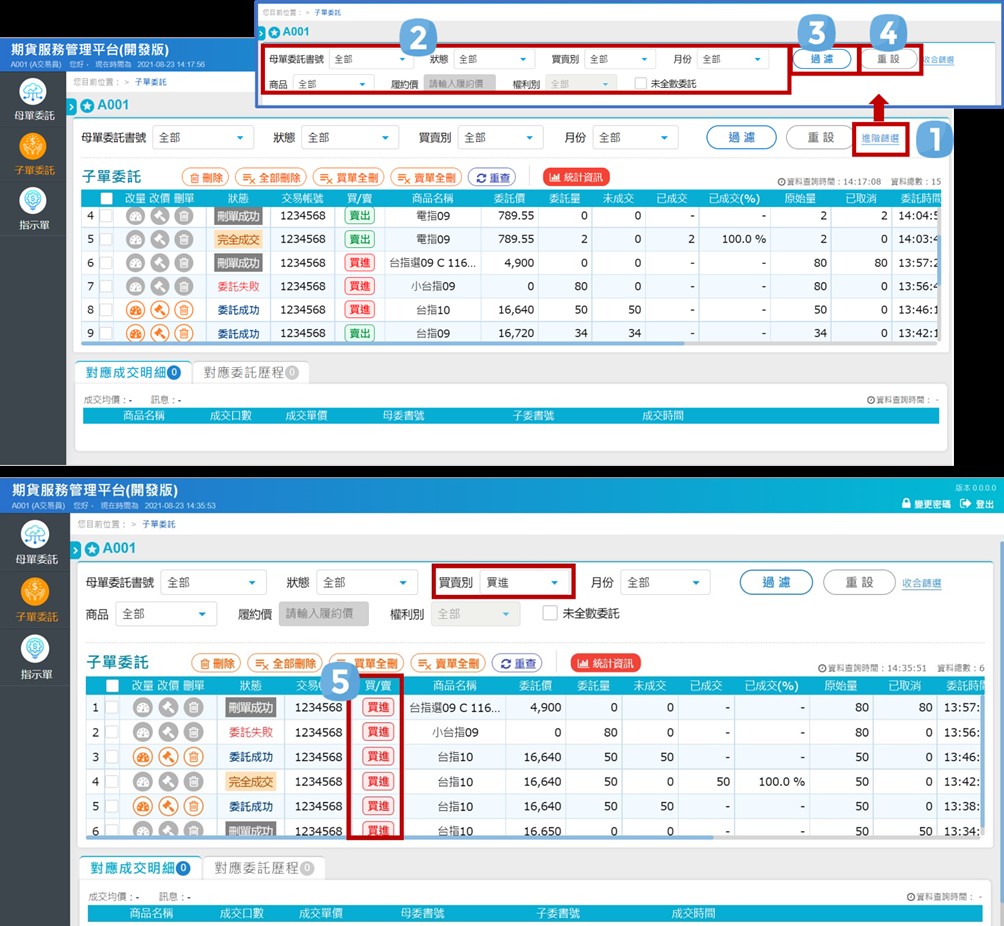 您目前位置： > 子單委託
A001
2
3
4
母單委託書號 全部 狀態 全部 買賣別 全部 月份 全部 過濾 重設 收合篩選
商品 全部 履約價 請輸入履約價 權利別 全部 未全數委託
期貨服務管理平台(開發版)
A001 (A交易員) 您好， 現在時間為 2021-08-23 14:17:56
您目前位置： > 子單委託
母單委託
子單委託
指示單
A001
母單委託書號 全部 狀態 全部 買賣別 全部 月份 全部 過濾 重設 進階篩選
1
子單委託 刪除 全部刪除 買單全刪 賣單全刪 重查 統計資訊 資料查詢時間：14:17:08 資料總數：15
改量 改價 刪單 狀態 交易帳號 買/賣 商品名稱 委託價 委託量 未成交 已成交 已成交(%) 原始量 已取消 委託時間
4 刪單成功 1234568 賣出 電指09 789.55 0 0 - - 2 2 14:04:5
5 完全成交 1234568 賣出 電指09 789.55 2 0 2 100.0 % 2 0 14:03:4
6 刪單成功 1234568 買進 台指選09 C 116... 4,900 0 0 - - 80 80 13:57:2
7 委託失敗 1234568 買進 小台指09 0 80 0 - - 80 0 13:56:4
8 委託成功 1234568 買進 台指10 16,640 50 50 - - 50 0 13:46:1
9 委託成功 1234568 賣出 台指09 16,720 34 34 - - 34 0 13:42:1
對應成交明細 0 對應委託歷程 0
成交均價：- 訊息：- 資料查詢時間： -
商品名稱 成交口數 成交單價 母委書號 子委書號 成交時間
期貨服務管理平台(開發版)
版本 0.0.0.0
A001 (A交易員) 您好， 現在時間為 2021-08-23 14:35:53
變更密碼 登出
您目前位置： > 子單委託
母單委託
子單委託
指示單
A001
母單委託書號 全部 狀態 全部 買賣別 買進 月份 全部 過濾 重設 收合篩選
商品 全部 履約價 請輸入履約價 權利別 全部 未全數委託
子單委託 刪除 全部刪除 買單全刪 賣單全刪 重查 統計資訊 資料查詢時間：14:35:51 資料總數：6
5
改量 改價 刪單 狀態 交易 買/賣 商品名稱 委託價 委託量 未成交 已成交 已成交(%) 原始量 已取消 委託時
1 刪單成功 1234568 買進 台指選09 C 116... 4,900 0 0 - - 80 80 13:57:
2 委託失敗 1234568 買進 小台指09 0 80 0 - - 80 0 13:56:
3 委託成功 1234568 買進 台指10 16,640 50 50 - - 50 0 13:46:
4 完全成交 1234568 買進 台指10 16,640 50 0 50 100.0 % 50 0 13:42:
5 委託成功 1234568 買進 台指10 16,640 50 50 - - 50 0 13:38:
6 刪單成功 1234568 買進 台指10 16,650 0 0 - - 50 50 13:34:
對應成交明細 0 對應委託歷程 0
成交均價：- 訊息：- 資料查詢時間： -
商品名稱 成交口數 成交單價 母委書號 子委書號 成交時間